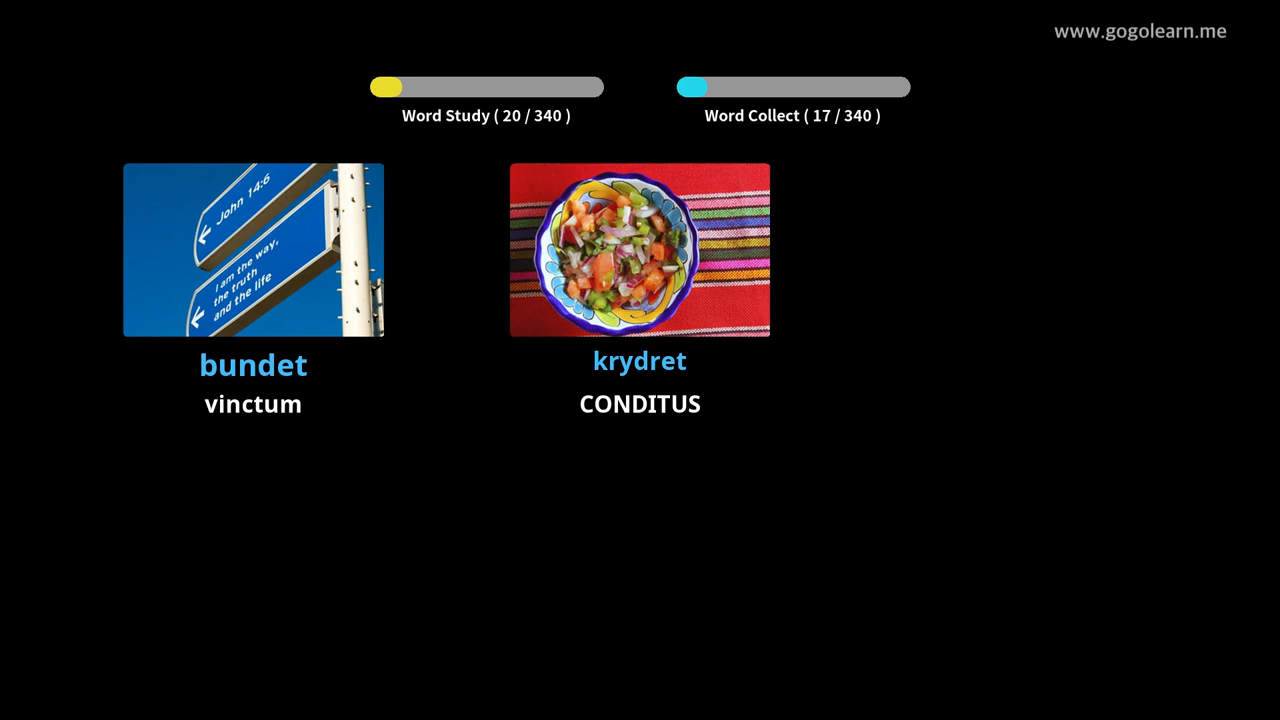 www.gogolearn.me
Word Study ( 20 / 340 )
Word Collect ( 17 / 340 )
John 14:6
I am the way,
the truth
and the life
bundet
krydret
vinctum
CONDITUS